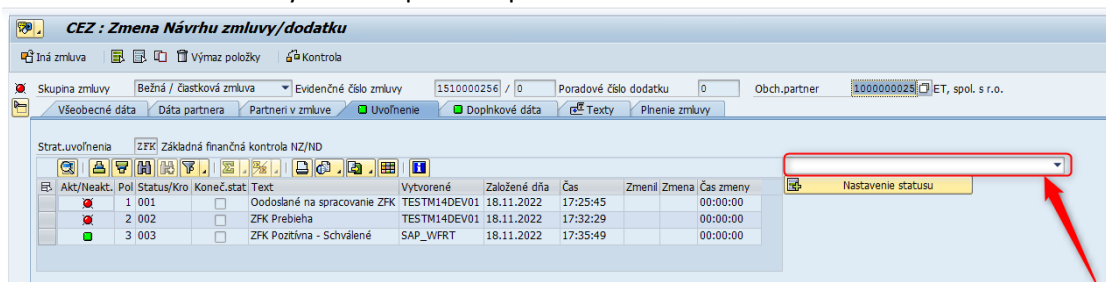 CEZ : Zmena Návrhu zmluvy/dodatku
Iná zmluva Výmaz položky Kontrola
Skupina zmluvy Bežná / čiastková zmluva Evidenčné číslo zmluvy 1510000256 / 0 Poradové číslo dodatku 0 Obch.partner 1000000025 ET, spol. s r.o.
Všeobecné dáta Dáta partnera Partneri v zmluve Uvoľnenie Doplnkové dáta Texty Plnenie zmluvy
Strat.uvoľnenia ZFK Základná finančná kontrola NZ/ND
Akt/Neakt. Pol Status/Kro Koneč.stat Text Vytvorené Založené dňa Čas Zmenil Zmena Čas zmeny
Nastavenie statusu
1 001 Oodoslané na spracovanie ZFK TESTM14DEV01 18.11.2022 17:25:45 00:00:00
2 002 ZFK Prebieha TESTM14DEV01 18.11.2022 17:32:29 00:00:00
3 003 ZFK Pozitívna - Schválené SAP_WFRT 18.11.2022 17:35:49 00:00:00